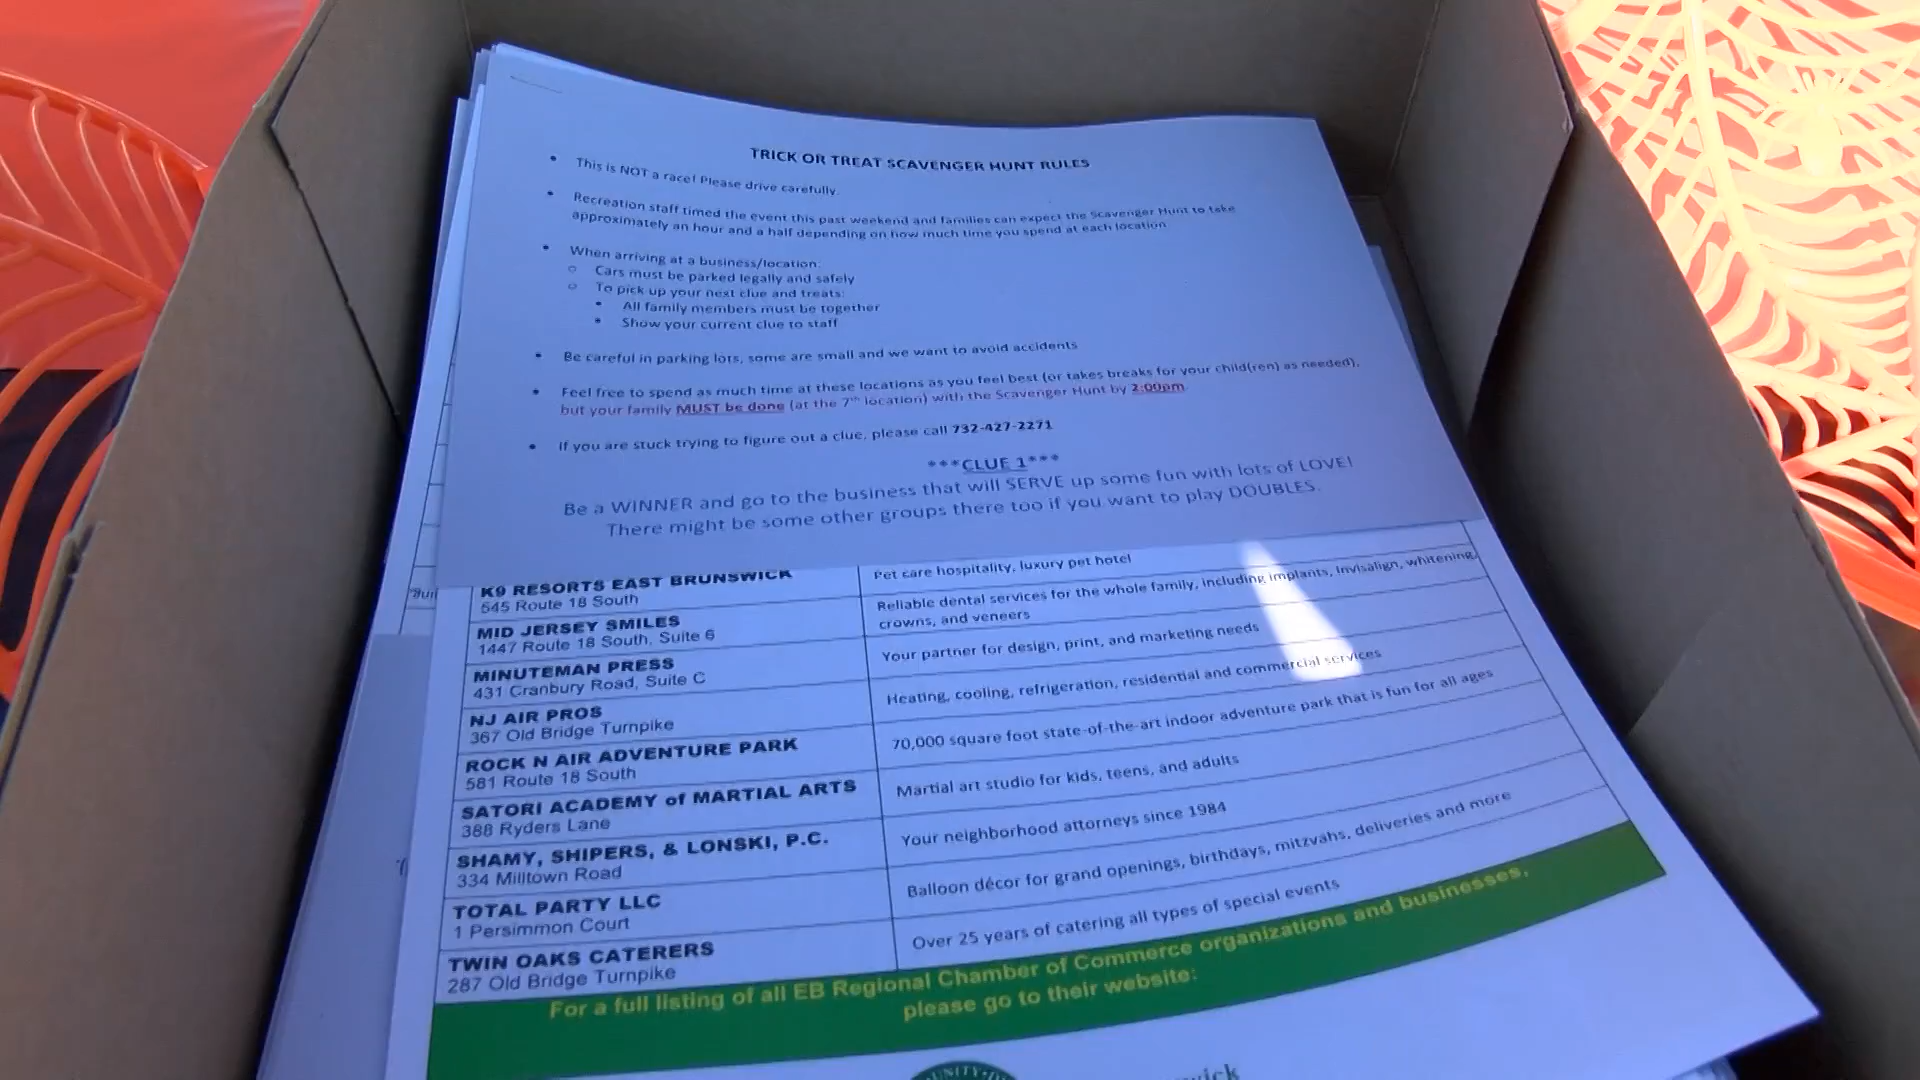 TRICK OR TREAT SCAVENGER HUNT RULES
• This is NOT a race! Please drive carefully.
• Recreation staff timed the event this past weekend and families can expect the Scavenger Hunt to take
approximately an hour and a half depending on how much time you spend at each location
• When arriving at a business/location:
○ Cars must be parked legally and safely
○ To pick up your next clue and treats:
▪ All family members must be together
▪ Show your current clue to staff
• Be careful in parking lots, some are small and we want to avoid accidents
• Feel free to spend as much time at these locations as you feel best (or takes breaks for your child(ren) as needed),
but your family MUST be done (at the 7th location) with the Scavenger Hunt by 2:00pm
• If you are stuck trying to figure out a clue, please call 732-427-2271
***CLUE 1***
Be a WINNER and go to the business that will SERVE up some fun with lots of LOVE!
There might be some other groups there too if you want to play DOUBLES.
K9 RESORTS EAST BRUNSWICK
545 Route 18 South
Pet care hospitality, luxury pet hotel
MID JERSEY SMILES
1447 Route 18 South, Suite 6
Reliable dental services for the whole family, including implants, Invisalign, whitening,
crowns, and veneers
MINUTEMAN PRESS
431 Cranbury Road, Suite C
Your partner for design, print, and marketing needs
NJ AIR PROS
367 Old Bridge Turnpike
Heating, cooling, refrigeration, residential and commercial services
ROCK N AIR ADVENTURE PARK
581 Route 18 South
70,000 square foot state-of-the-art indoor adventure park that is fun for all ages
SATORI ACADEMY of MARTIAL ARTS
388 Ryders Lane
Martial art studio for kids, teens, and adults
SHAMY, SHIPERS, & LONSKI, P.C.
334 Milltown Road
Your neighborhood attorneys since 1984
TOTAL PARTY LLC
1 Persimmon Court
Balloon décor for grand openings, birthdays, mitzvahs, deliveries and more
TWIN OAKS CATERERS
287 Old Bridge Turnpike
Over 25 years of catering all types of special events
For a full listing of all EB Regional Chamber of Commerce organizations and businesses,
please go to their website: